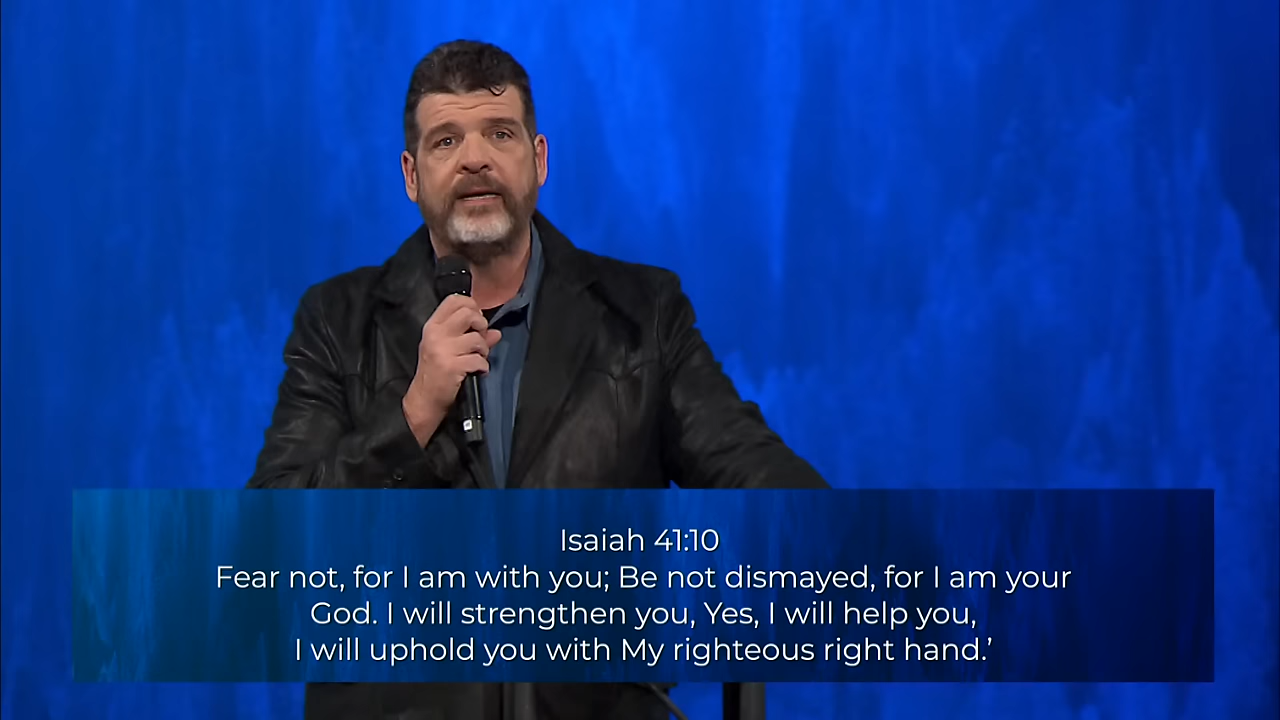 Isaiah 41:10
Fear not, for I am with you; Be not dismayed, for I am your
God. I will strengthen you, Yes, I will help you,
I will uphold you with My righteous right hand.’